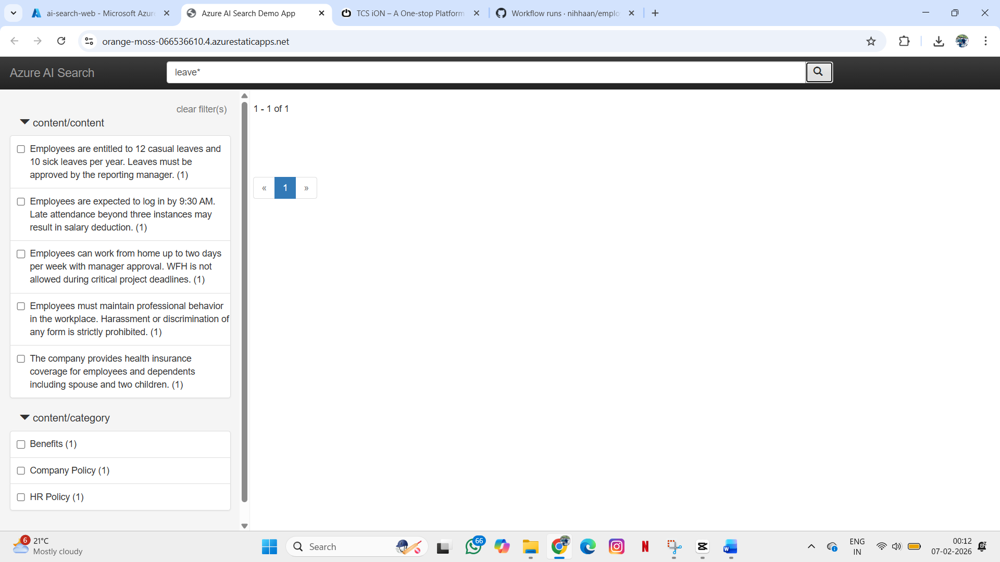 ai-search-web - Microsoft Azur
Azure AI Search Demo App
TCS iON – A One-stop Platform
Workflow runs · nihhaan/emplo
orange-moss-066536610.4.azurestaticapps.net
Azure AI Search
leave*
clear filter(s)
content/content
Employees are entitled to 12 casual leaves and
10 sick leaves per year. Leaves must be
approved by the reporting manager. (1)
Employees are expected to log in by 9:30 AM.
Late attendance beyond three instances may
result in salary deduction. (1)
Employees can work from home up to two days
per week with manager approval. WFH is not
allowed during critical project deadlines. (1)
Employees must maintain professional behavior
in the workplace. Harassment or discrimination of
any form is strictly prohibited. (1)
The company provides health insurance
coverage for employees and dependents
including spouse and two children. (1)
content/category
Benefits (1)
Company Policy (1)
HR Policy (1)
1 - 1 of 1
« 1 »
6
21°C
Mostly cloudy
Search
66
N
W
ENG
IN
00:12
07-02-2026